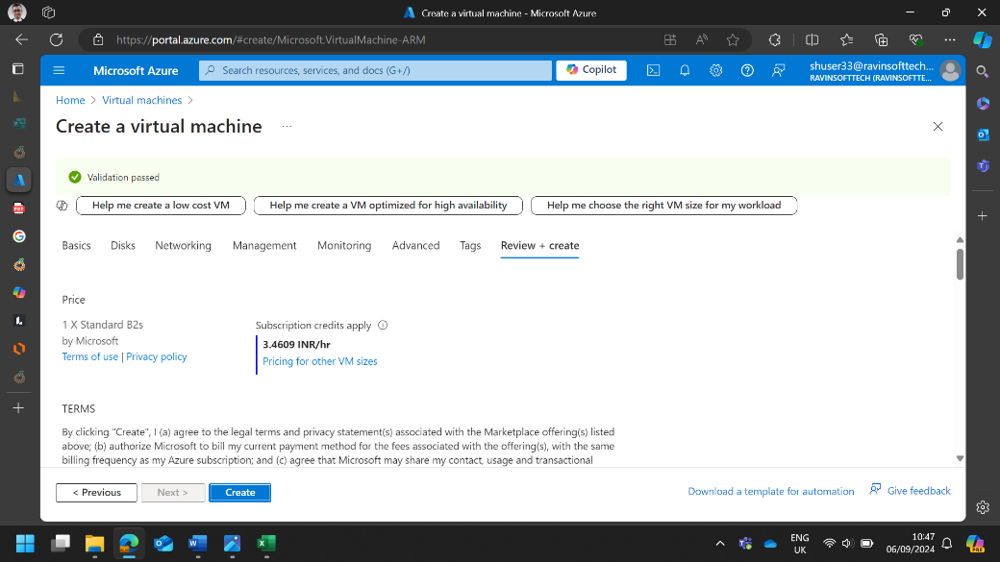 Create a virtual machine - Microsoft Azure
https://portal.azure.com/#create/Microsoft.VirtualMachine-ARM
Microsoft Azure
Search resources, services, and docs (G+/)
Copilot
shuser33@ravinsofttech...
RAVINSOFTTECH (RAVINSOFTTE...
Home > Virtual machines >
Create a virtual machine ...
Validation passed
Help me create a low cost VM
Help me create a VM optimized for high availability
Help me choose the right VM size for my workload
Basics Disks Networking Management Monitoring Advanced Tags Review + create
Price
1 X Standard B2s
by Microsoft
Terms of use | Privacy policy
Subscription credits apply
3.4609 INR/hr
Pricing for other VM sizes
TERMS
By clicking "Create", I (a) agree to the legal terms and privacy statement(s) associated with the Marketplace offering(s) listed
above; (b) authorize Microsoft to bill my current payment method for the fees associated with the offering(s), with the same
billing frequency as my Azure subscription; and (c) agree that Microsoft may share my contact, usage and transactional
< Previous
Next >
Create
Download a template for automation
Give feedback
ENG
UK
10:47
06/09/2024